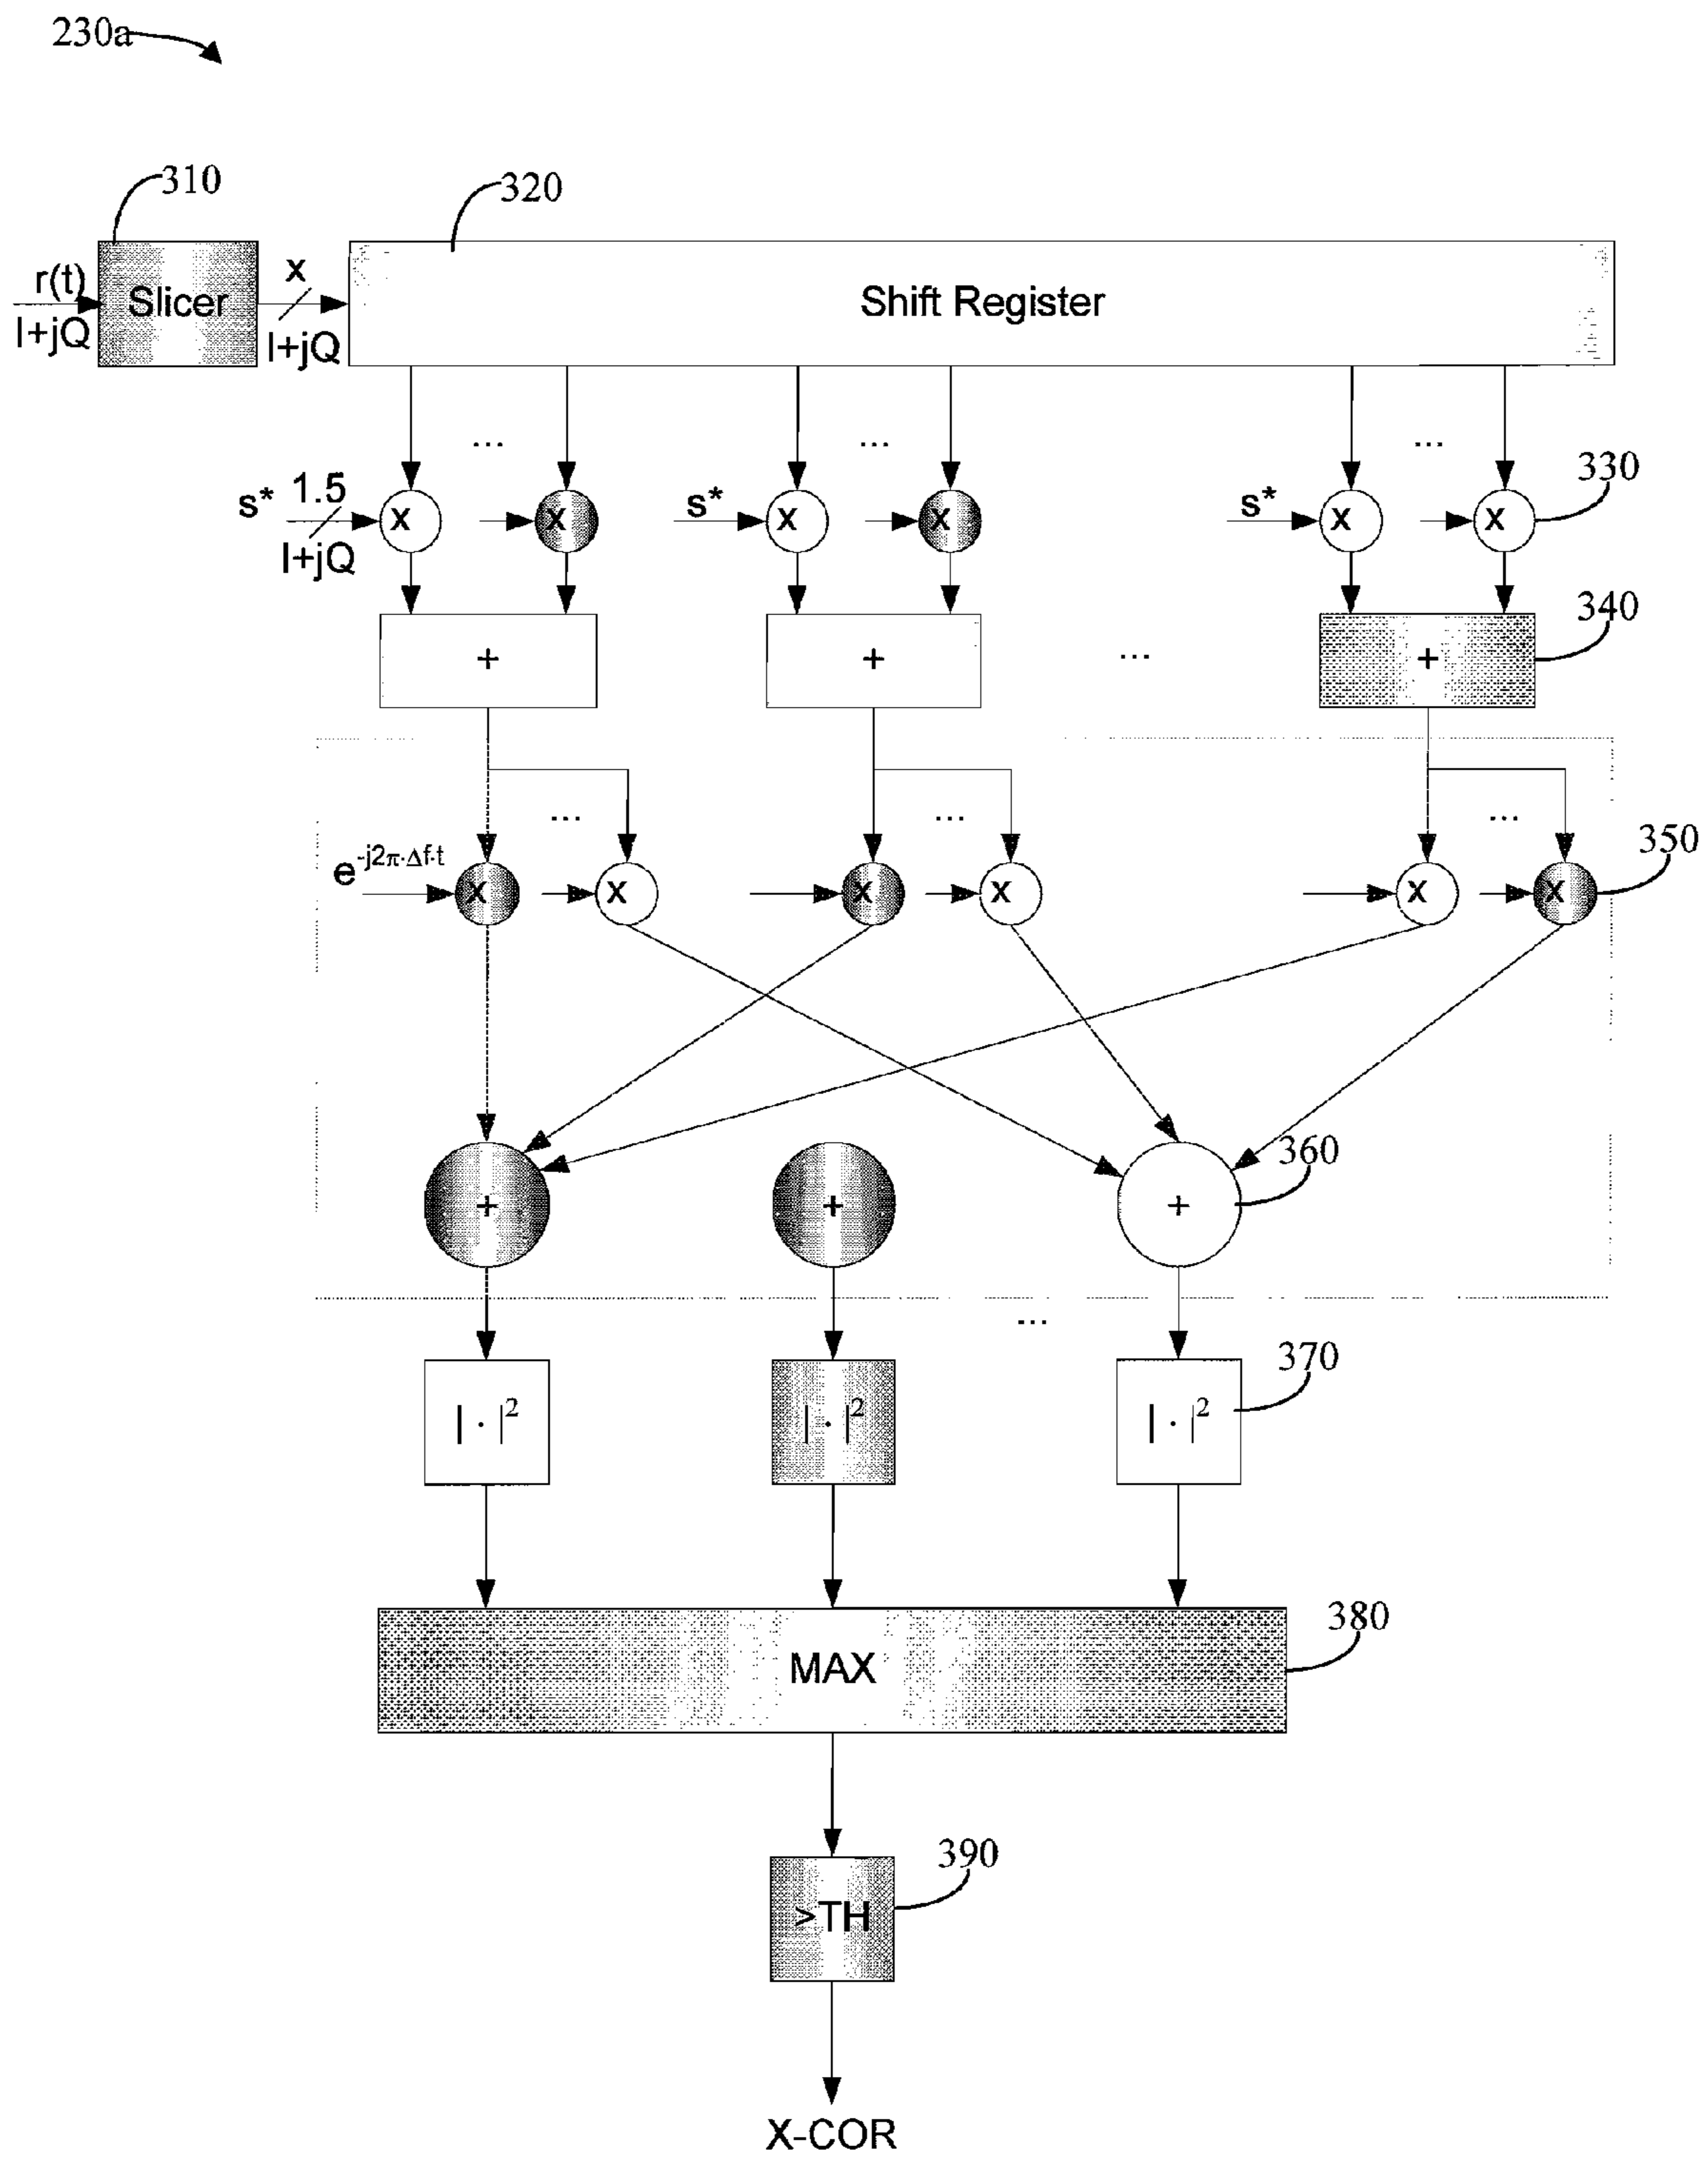 230a
310
320
r(t)
I+jQ
Slicer
x
I+jQ
Shift Register
... ... ...
s* 1.5
I+jQ
x x
s* x x
s* x x
330
+ + ... +
340
... ... ...
e^-j2π·Δf·t
x x x x x x
350
+ + +
360
...
|·|² |·|² |·|²
370
MAX
380
>TH
390
X-COR